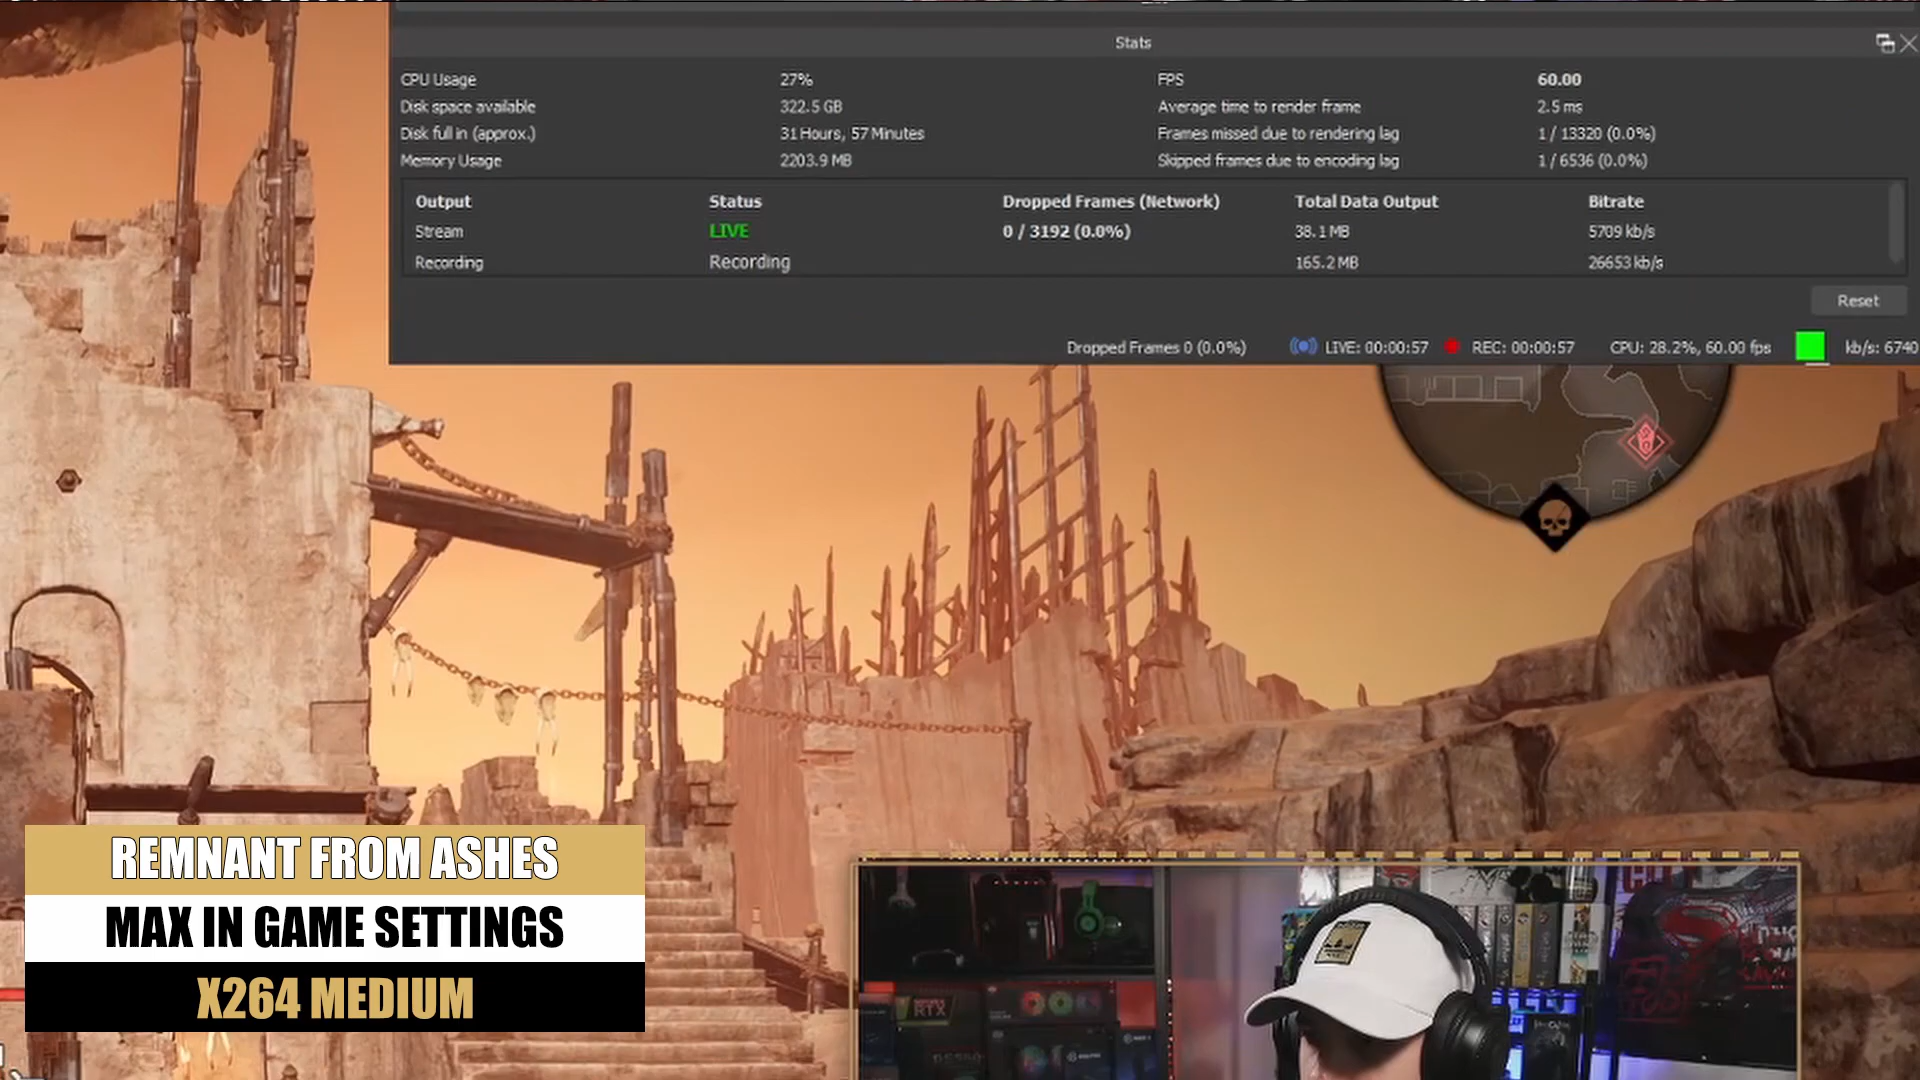 Stats
CPU Usage 27% FPS 60.00
Disk space available 322.5 GB Average time to render frame 2.5 ms
Disk full in (approx.) 31 Hours, 57 Minutes Frames missed due to rendering lag 1 / 13320 (0.0%)
Memory Usage 2203.9 MB Skipped frames due to encoding lag 1 / 6536 (0.0%)
Output Status Dropped Frames (Network) Total Data Output Bitrate
Stream LIVE 0 / 3192 (0.0%) 38.1 MB 5709 kb/s
Recording Recording 165.2 MB 26653 kb/s
Reset
Dropped Frames 0 (0.0%) LIVE: 00:00:57 REC: 00:00:57 CPU: 28.2%, 60.00 fps kb/s: 6740
REMNANT FROM ASHES
MAX IN GAME SETTINGS
X264 MEDIUM
RTX